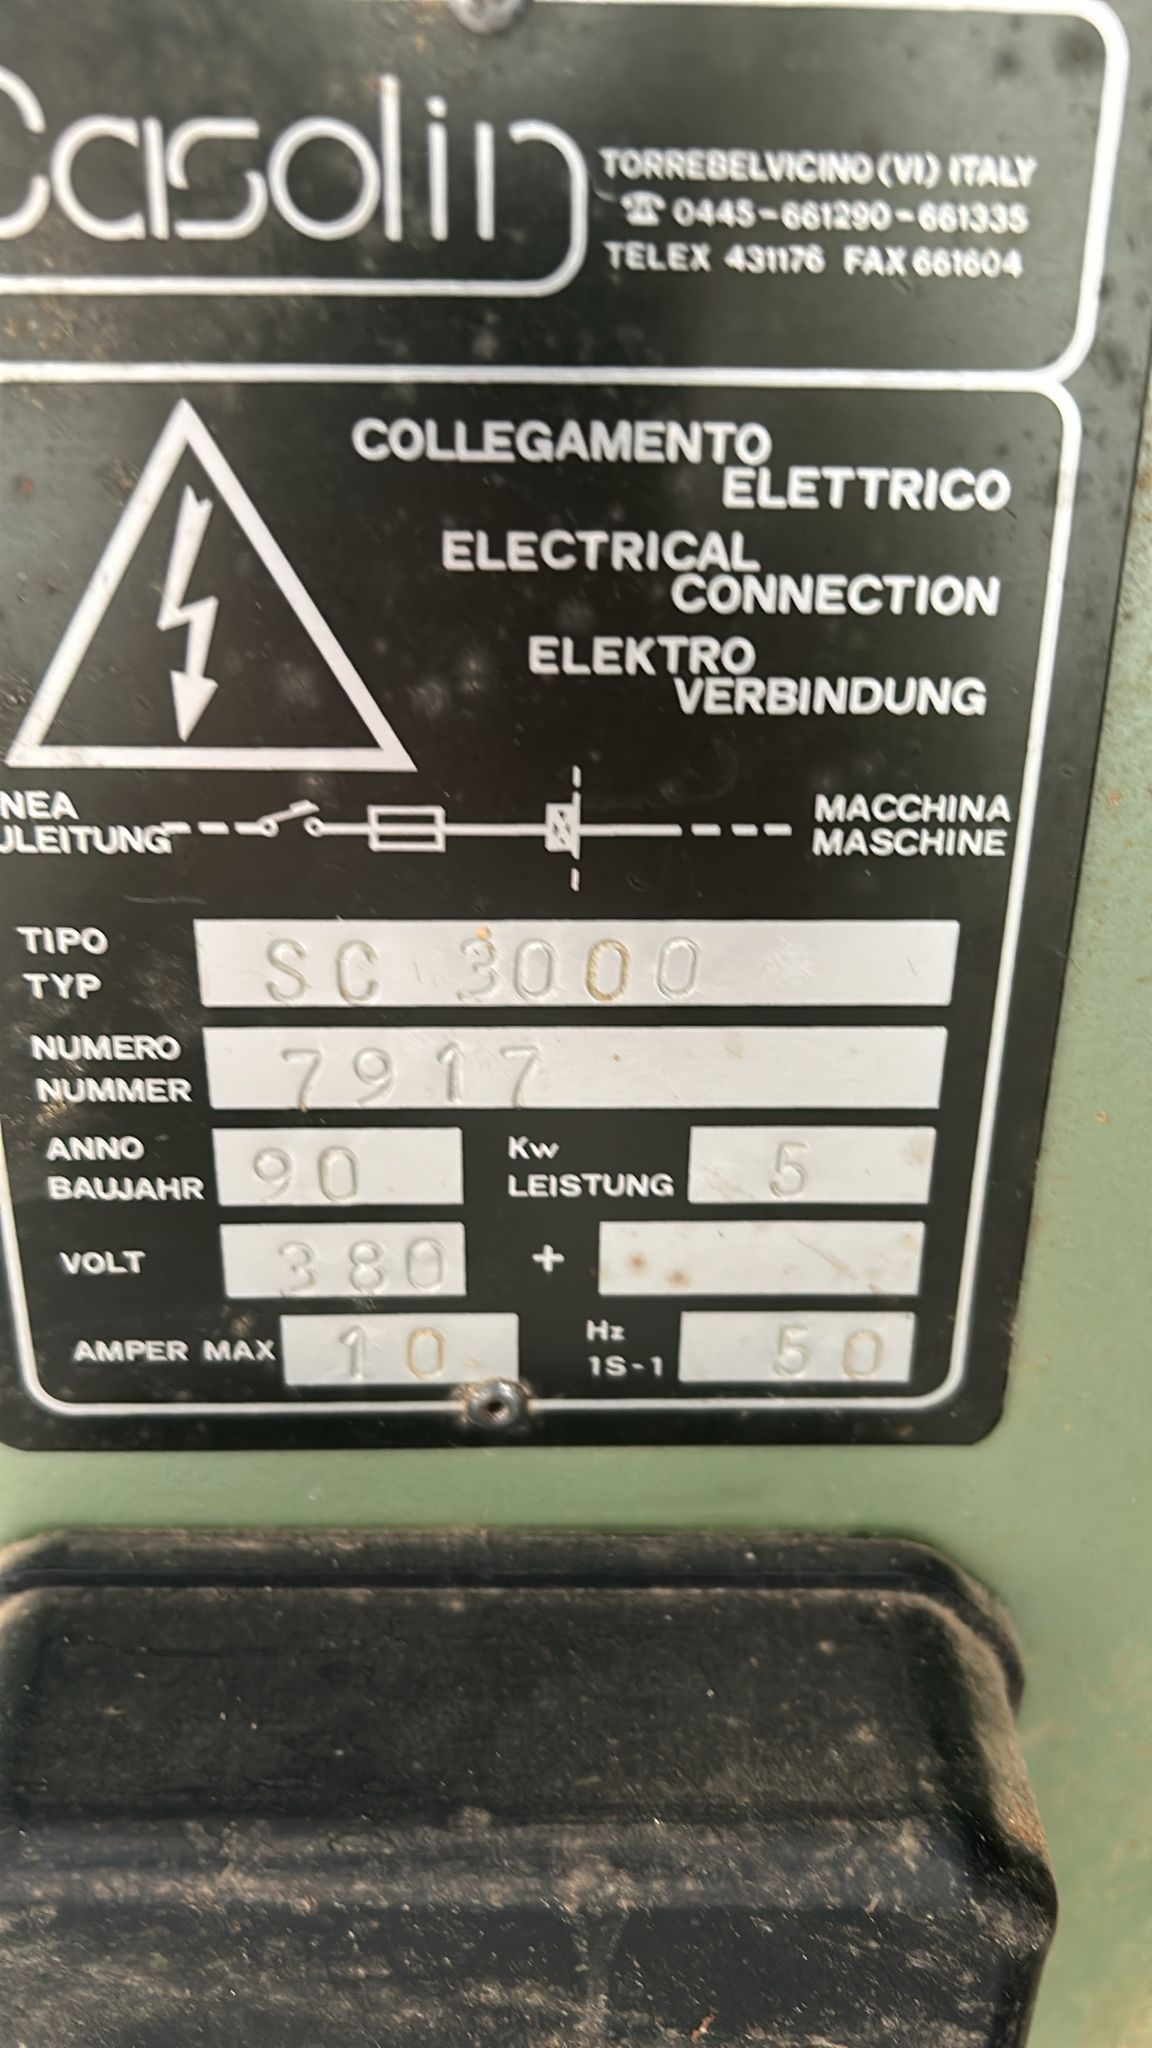 Casolin
TORREBELVICINO (VI) ITALY
☎ 0445-661290-661335
TELEX 431176 FAX 661604
COLLEGAMENTO
ELETTRICO
ELECTRICAL
CONNECTION
ELEKTRO
VERBINDUNG
NEA
ULEITUNG
MACCHINA
MASCHINE
TIPO
TYP
SC 3000
NUMERO
NUMMER
7917
ANNO
BAUJAHR
90
Kw
LEISTUNG
5
VOLT
380
+
AMPER MAX
10
Hz
1S-1
50